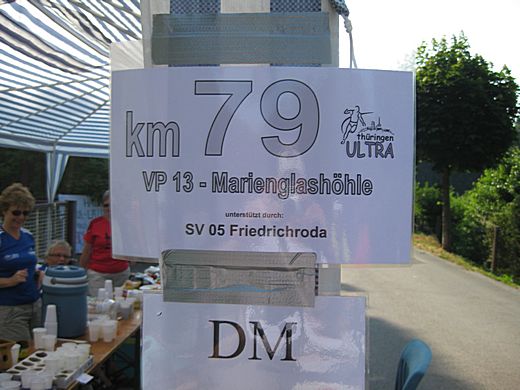 km 79
thüringen
ULTRA
VP 13 - Marienglashöhle
unterstützt durch:
SV 05 Friedrichroda
DM